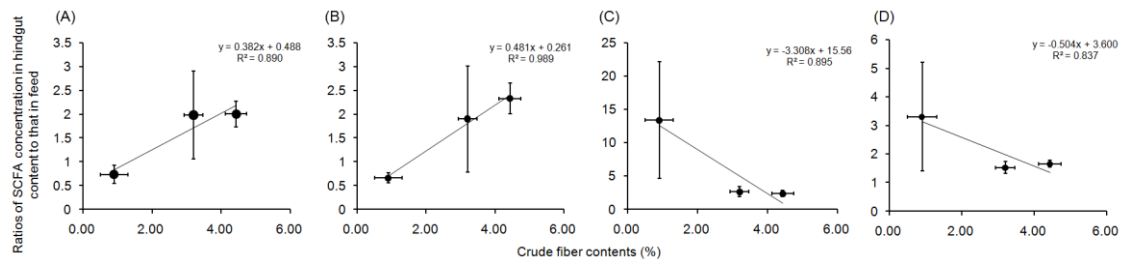 (A)
(B)
(C)
(D)
Ratios of SCFA concentration in hindgut
content to that in feed
y = 0.382x + 0.488
R² = 0.890
3.5
3
2.5
2
1.5
1
0.5
0
0.00 2.00 4.00 6.00
y = 0.481x + 0.261
R² = 0.989
3.5
3
2.5
2
1.5
1
0.5
0
0.00 2.00 4.00 6.00
y = -3.308x + 15.56
R² = 0.895
25
20
15
10
5
0
0.00 2.00 4.00 6.00
y = -0.504x + 3.600
R² = 0.837
6
5
4
3
2
1
0
0.00 2.00 4.00 6.00
Crude fiber contents (%)